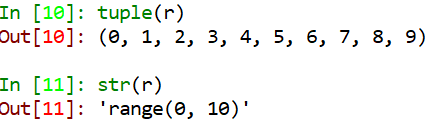 In [10]: tuple(r)
Out[10]: (0, 1, 2, 3, 4, 5, 6, 7, 8, 9)
In [11]: str(r)
Out[11]: 'range(0, 10)'